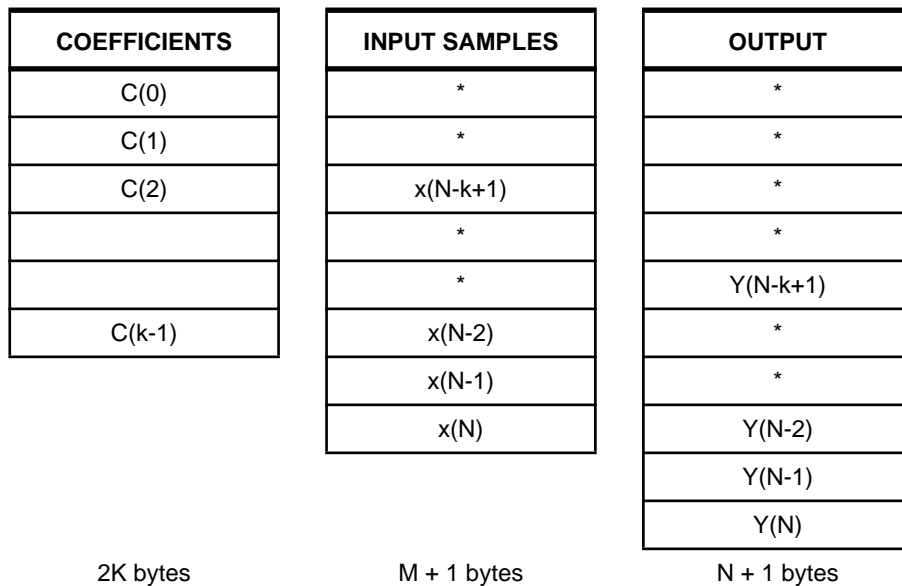 COEFFICIENTS INPUT SAMPLES OUTPUT
C(0) * *
C(1) * *
C(2) x(N-k+1) *
* *
* Y(N-k+1)
C(k-1) x(N-2) *
x(N-1) *
x(N) Y(N-2)
Y(N-1)
Y(N)
2K bytes M + 1 bytes N + 1 bytes